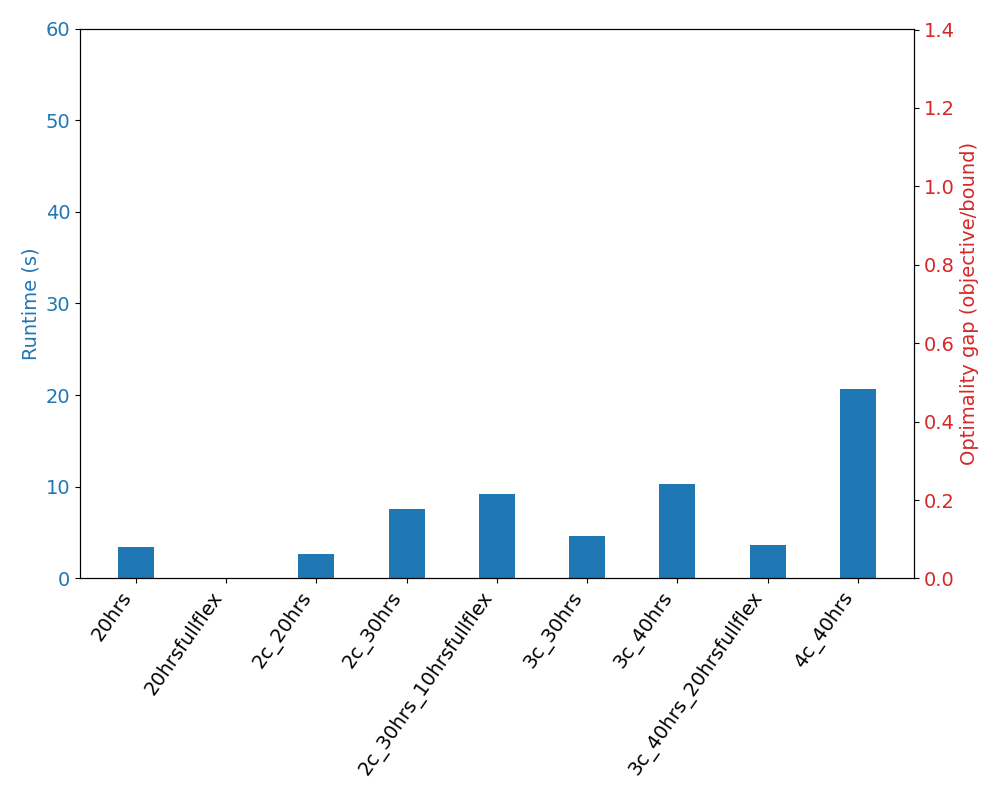 60
50
40
30
20
10
0
Runtime (s)
1.4
1.2
1.0
0.8
0.6
0.4
0.2
0.0
Optimality gap (objective/bound)
20hrs
20hrsfullflex
2c_20hrs
2c_30hrs
2c_30hrs_10hrsfullflex
3c_30hrs
3c_40hrs
3c_40hrs_20hrsfullflex
4c_40hrs